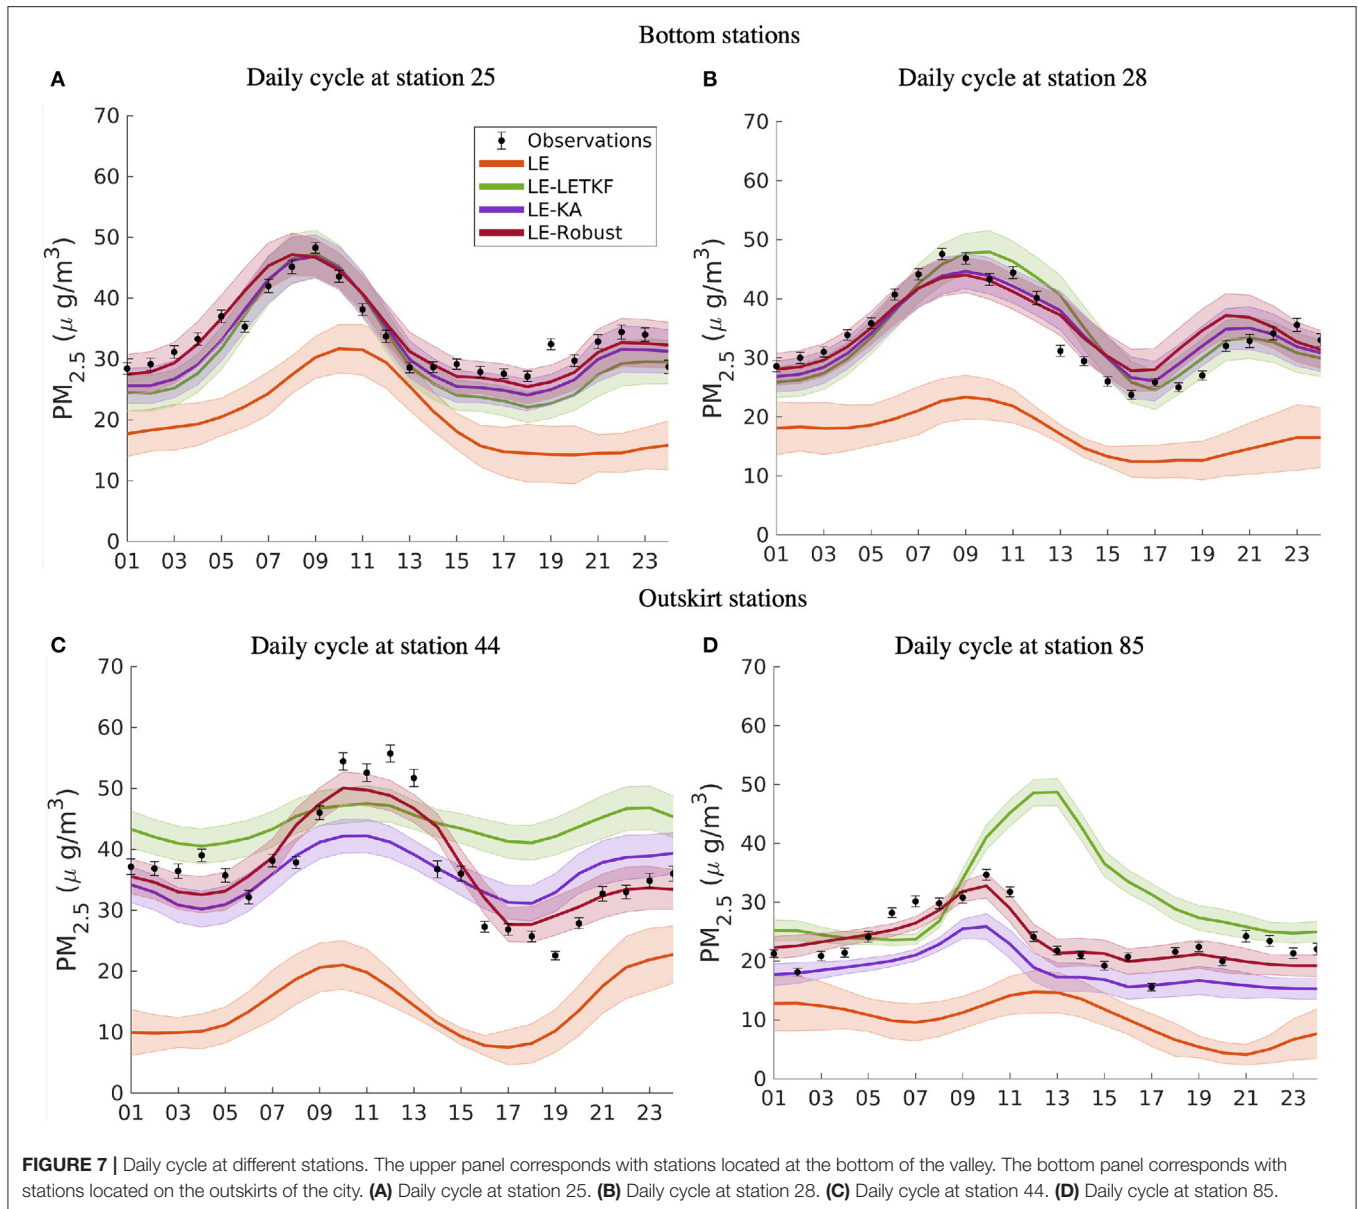 Bottom stations
A
Daily cycle at station 25
70
60
50
40
30
20
10
0
PM2.5 (μ g/m3)
01 03 05 07 09 11 13 15 17 19 21 23
Observations
LE
LE-LETKF
LE-KA
LE-Robust
B
Daily cycle at station 28
70
60
50
40
30
20
10
0
PM2.5 (μ g/m3)
01 03 05 07 09 11 13 15 17 19 21 23
Outskirt stations
C
Daily cycle at station 44
70
60
50
40
30
20
10
0
PM2.5 (μ g/m3)
01 03 05 07 09 11 13 15 17 19 21 23
D
Daily cycle at station 85
70
60
50
40
30
20
10
0
PM2.5 (μ g/m3)
01 03 05 07 09 11 13 15 17 19 21 23
FIGURE 7 | Daily cycle at different stations. The upper panel corresponds with stations located at the bottom of the valley. The bottom panel corresponds with
stations located on the outskirts of the city. (A) Daily cycle at station 25. (B) Daily cycle at station 28. (C) Daily cycle at station 44. (D) Daily cycle at station 85.